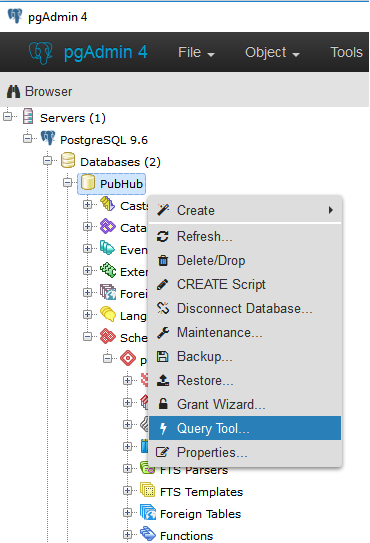 pgAdmin 4
pgAdmin 4 File Object Tools
Browser
Servers (1)
PostgreSQL 9.6
Databases (2)
PubHub
Casts
Cata
Even
Exter
Forei
Lang
Sche
p
Create
Refresh...
Delete/Drop
CREATE Script
Disconnect Database...
Maintenance...
Backup...
Restore...
Grant Wizard...
Query Tool...
Properties...
FTS Parsers
FTS Templates
Foreign Tables
Functions